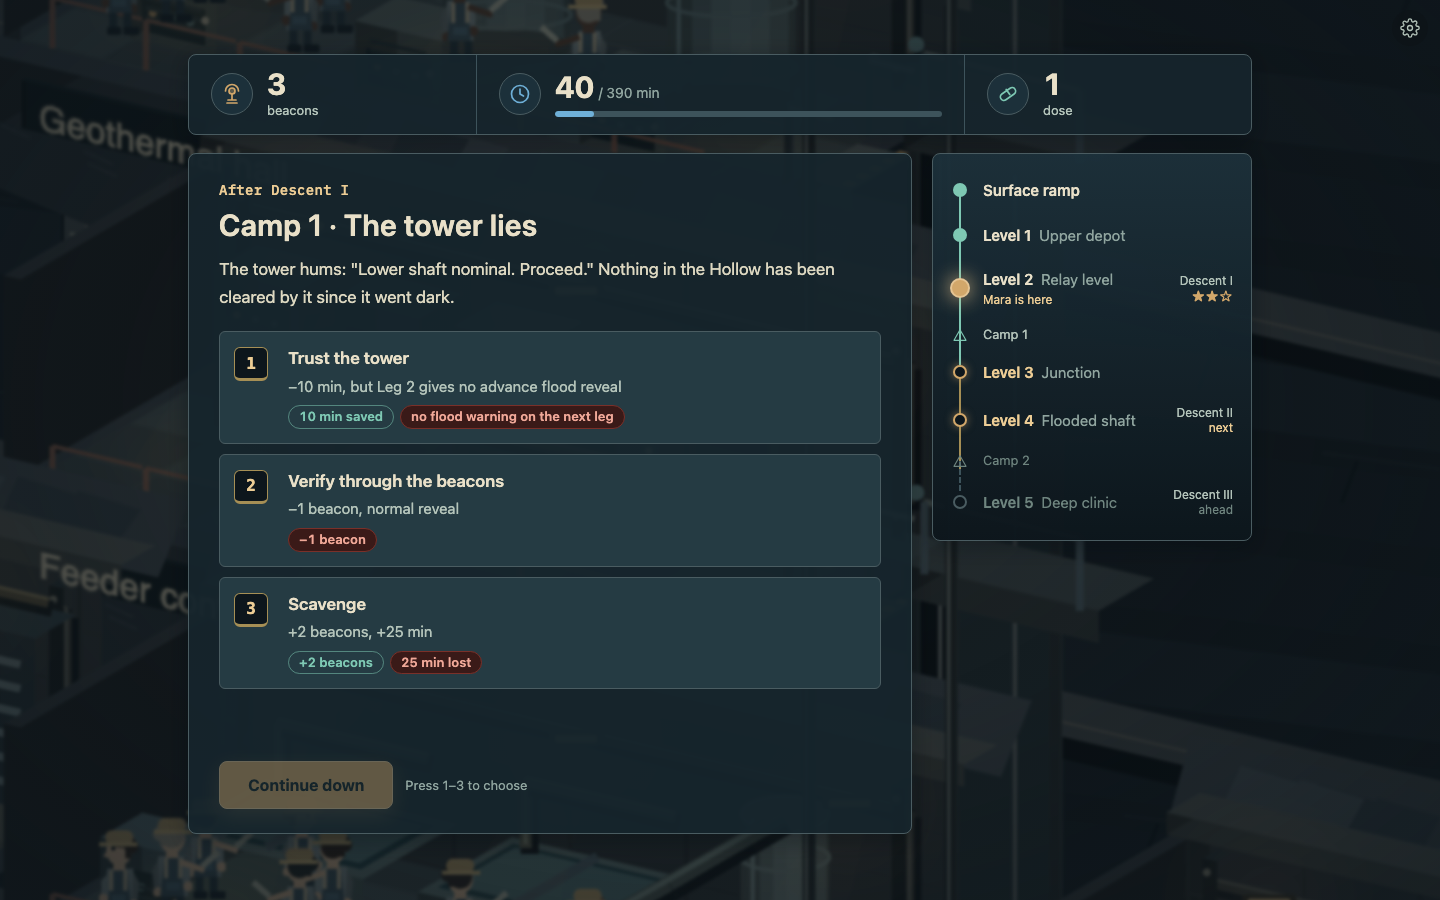 3
beacons
40 / 390 min
1
dose
After Descent I
Camp 1 · The tower lies
The tower hums: "Lower shaft nominal. Proceed." Nothing in the Hollow has been
cleared by it since it went dark.
1
Trust the tower
−10 min, but Leg 2 gives no advance flood reveal
10 min saved
no flood warning on the next leg
2
Verify through the beacons
−1 beacon, normal reveal
−1 beacon
3
Scavenge
+2 beacons, +25 min
+2 beacons
25 min lost
Continue down
Press 1–3 to choose
Surface ramp
Level 1 Upper depot
Level 2 Relay level
Mara is here
Descent I
Camp 1
Level 3 Junction
Level 4 Flooded shaft
Descent II
next
Camp 2
Level 5 Deep clinic
Descent III
ahead
Geothermal hall
Feeder